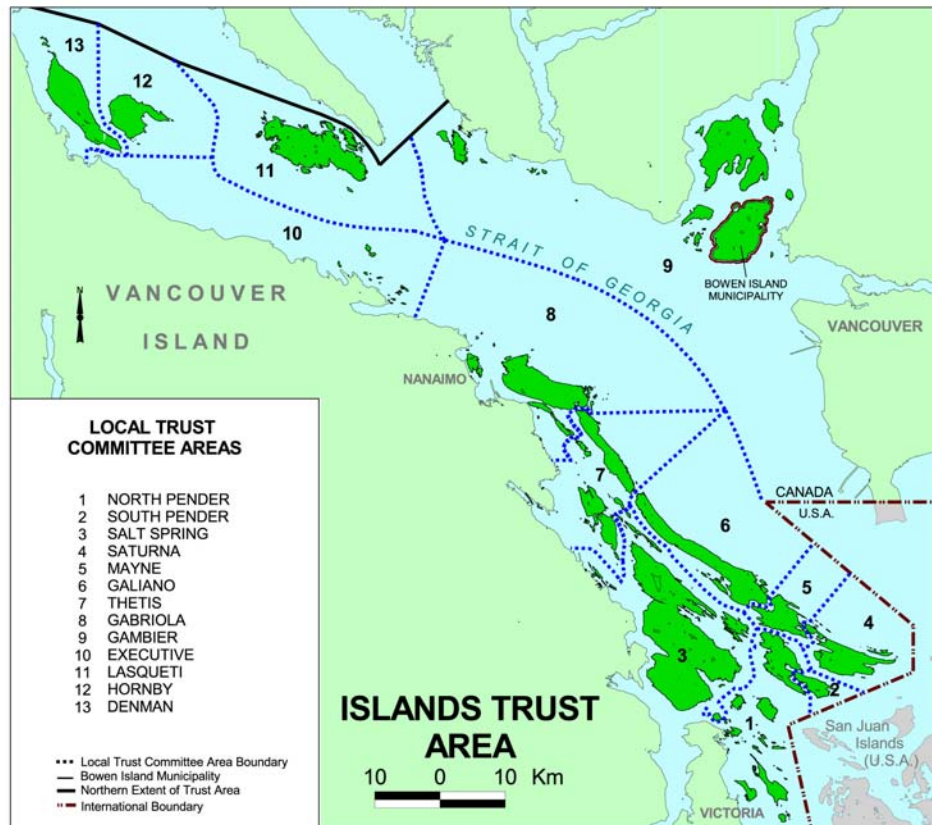 13
12
11
10
STRAIT OF GEORGIA
9
BOWEN ISLAND
MUNICIPALITY
N
VANCOUVER
ISLAND
8
VANCOUVER
NANAIMO
7
CANADA
U.S.A.
6
5
4
3
2
1
San Juan
Islands
(U.S.A.)
VICTORIA
LOCAL TRUST
COMMITTEE AREAS
1 NORTH PENDER
2 SOUTH PENDER
3 SALT SPRING
4 SATURNA
5 MAYNE
6 GALIANO
7 THETIS
8 GABRIOLA
9 GAMBIER
10 EXECUTIVE
11 LASQUETI
12 HORNBY
13 DENMAN
Local Trust Committee Area Boundary
Bowen Island Municipality
Northern Extent of Trust Area
International Boundary
ISLANDS TRUST
AREA
10 0 10 Km